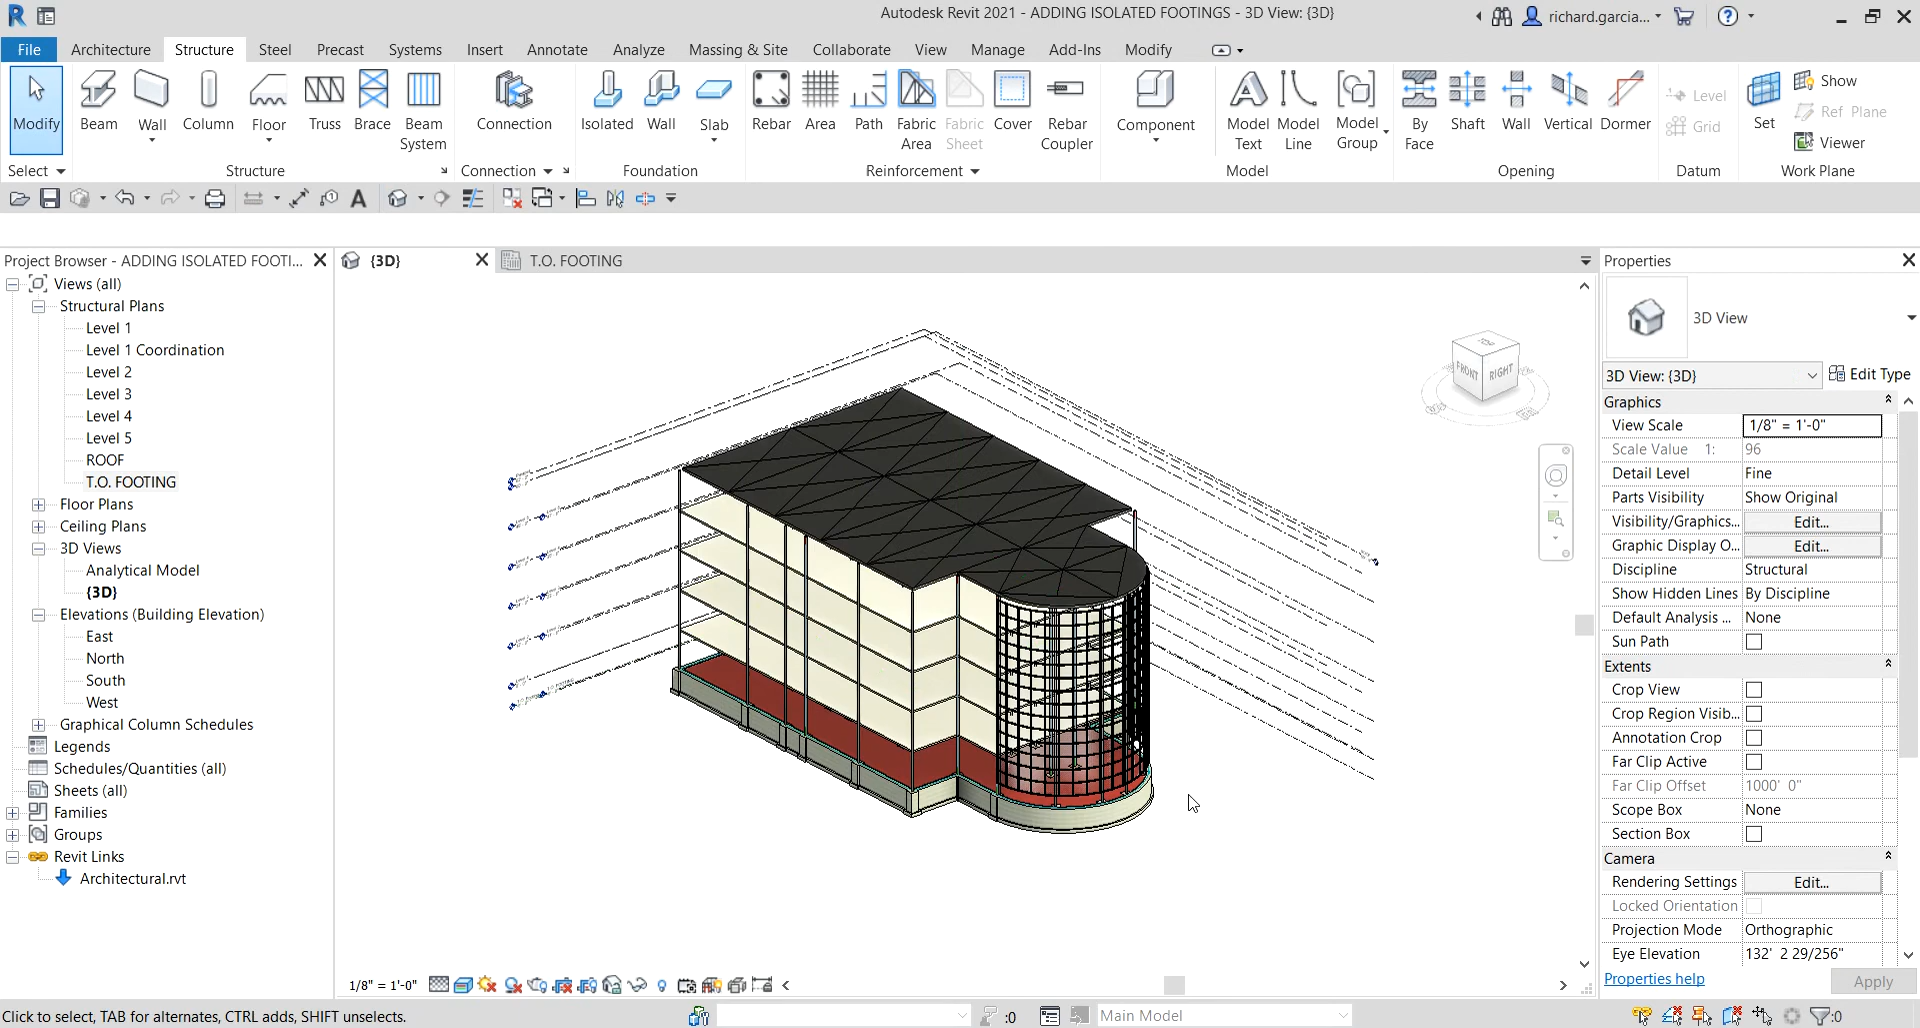 Autodesk Revit 2021 - ADDING ISOLATED FOOTINGS - 3D View: {3D}
richard.garcia...
File Architecture Structure Steel Precast Systems Insert Annotate Analyze Massing & Site Collaborate View Manage Add-Ins Modify
Modify Beam Wall Column Floor Truss Brace Beam System Connection Isolated Wall Slab Rebar Area Path Fabric Area Fabric Sheet Cover Rebar Coupler Component Model Text Model Line Model Group By Face Shaft Wall Vertical Dormer Level Grid Set Show Ref Plane Viewer
Select Structure Connection Foundation Reinforcement Model Opening Datum Work Plane
Project Browser - ADDING ISOLATED FOOTI...
Views (all)
Structural Plans
Level 1
Level 1 Coordination
Level 2
Level 3
Level 4
Level 5
ROOF
T.O. FOOTING
Floor Plans
Ceiling Plans
3D Views
Analytical Model
{3D}
Elevations (Building Elevation)
East
North
South
West
Graphical Column Schedules
Legends
Schedules/Quantities (all)
Sheets (all)
Families
Groups
Revit Links
Architectural.rvt
{3D} T.O. FOOTING
TOP
FRONT RIGHT
1/8" = 1'-0"
Properties
3D View
3D View: {3D} Edit Type
Graphics
View Scale 1/8" = 1'-0"
Scale Value 1: 96
Detail Level Fine
Parts Visibility Show Original
Visibility/Graphics... Edit...
Graphic Display O... Edit...
Discipline Structural
Show Hidden Lines By Discipline
Default Analysis ... None
Sun Path
Extents
Crop View
Crop Region Visib...
Annotation Crop
Far Clip Active
Far Clip Offset 1000' 0"
Scope Box None
Section Box
Camera
Rendering Settings Edit...
Locked Orientation
Projection Mode Orthographic
Eye Elevation 132' 2 29/256"
Properties help Apply
Click to select, TAB for alternates, CTRL adds, SHIFT unselects. :0 Main Model :0